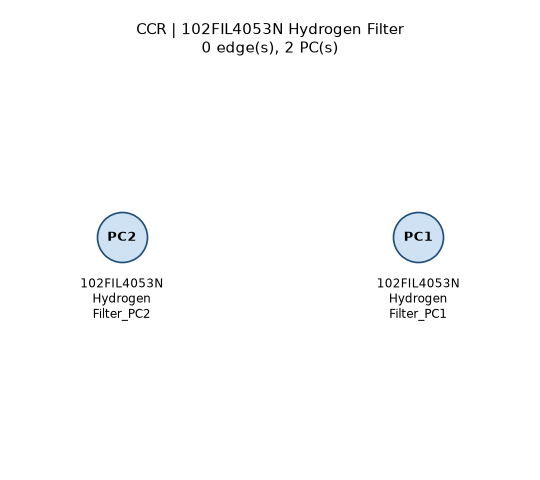 CCR | 102FIL4053N Hydrogen Filter
0 edge(s), 2 PC(s)
PC2
PC1
102FIL4053N
Hydrogen
Filter_PC2
102FIL4053N
Hydrogen
Filter_PC1